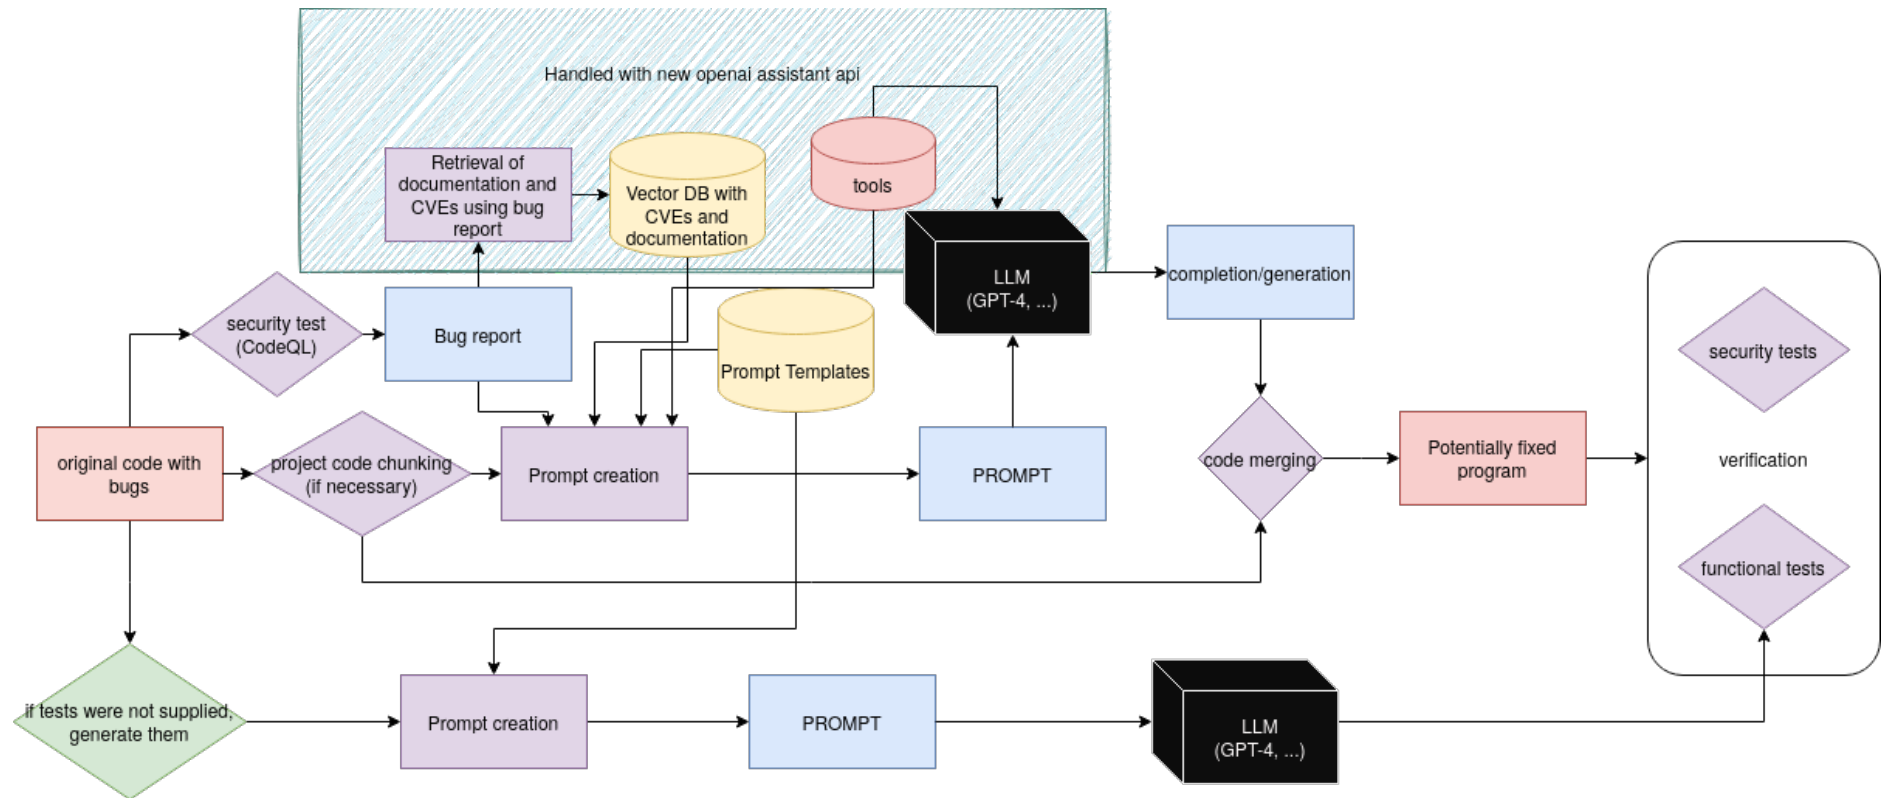 Handled with new openai assistant api
Retrieval of
documentation and
CVEs using bug
report
Vector DB with
CVEs and
documentation
tools
LLM
(GPT-4, ...)
completion/generation
security test
(CodeQL)
Bug report
Prompt Templates
security tests
original code with
bugs
project code chunking
(if necessary)
Prompt creation
PROMPT
code merging
Potentially fixed
program
verification
functional tests
if tests were not supplied,
generate them
Prompt creation
PROMPT
LLM
(GPT-4, ...)